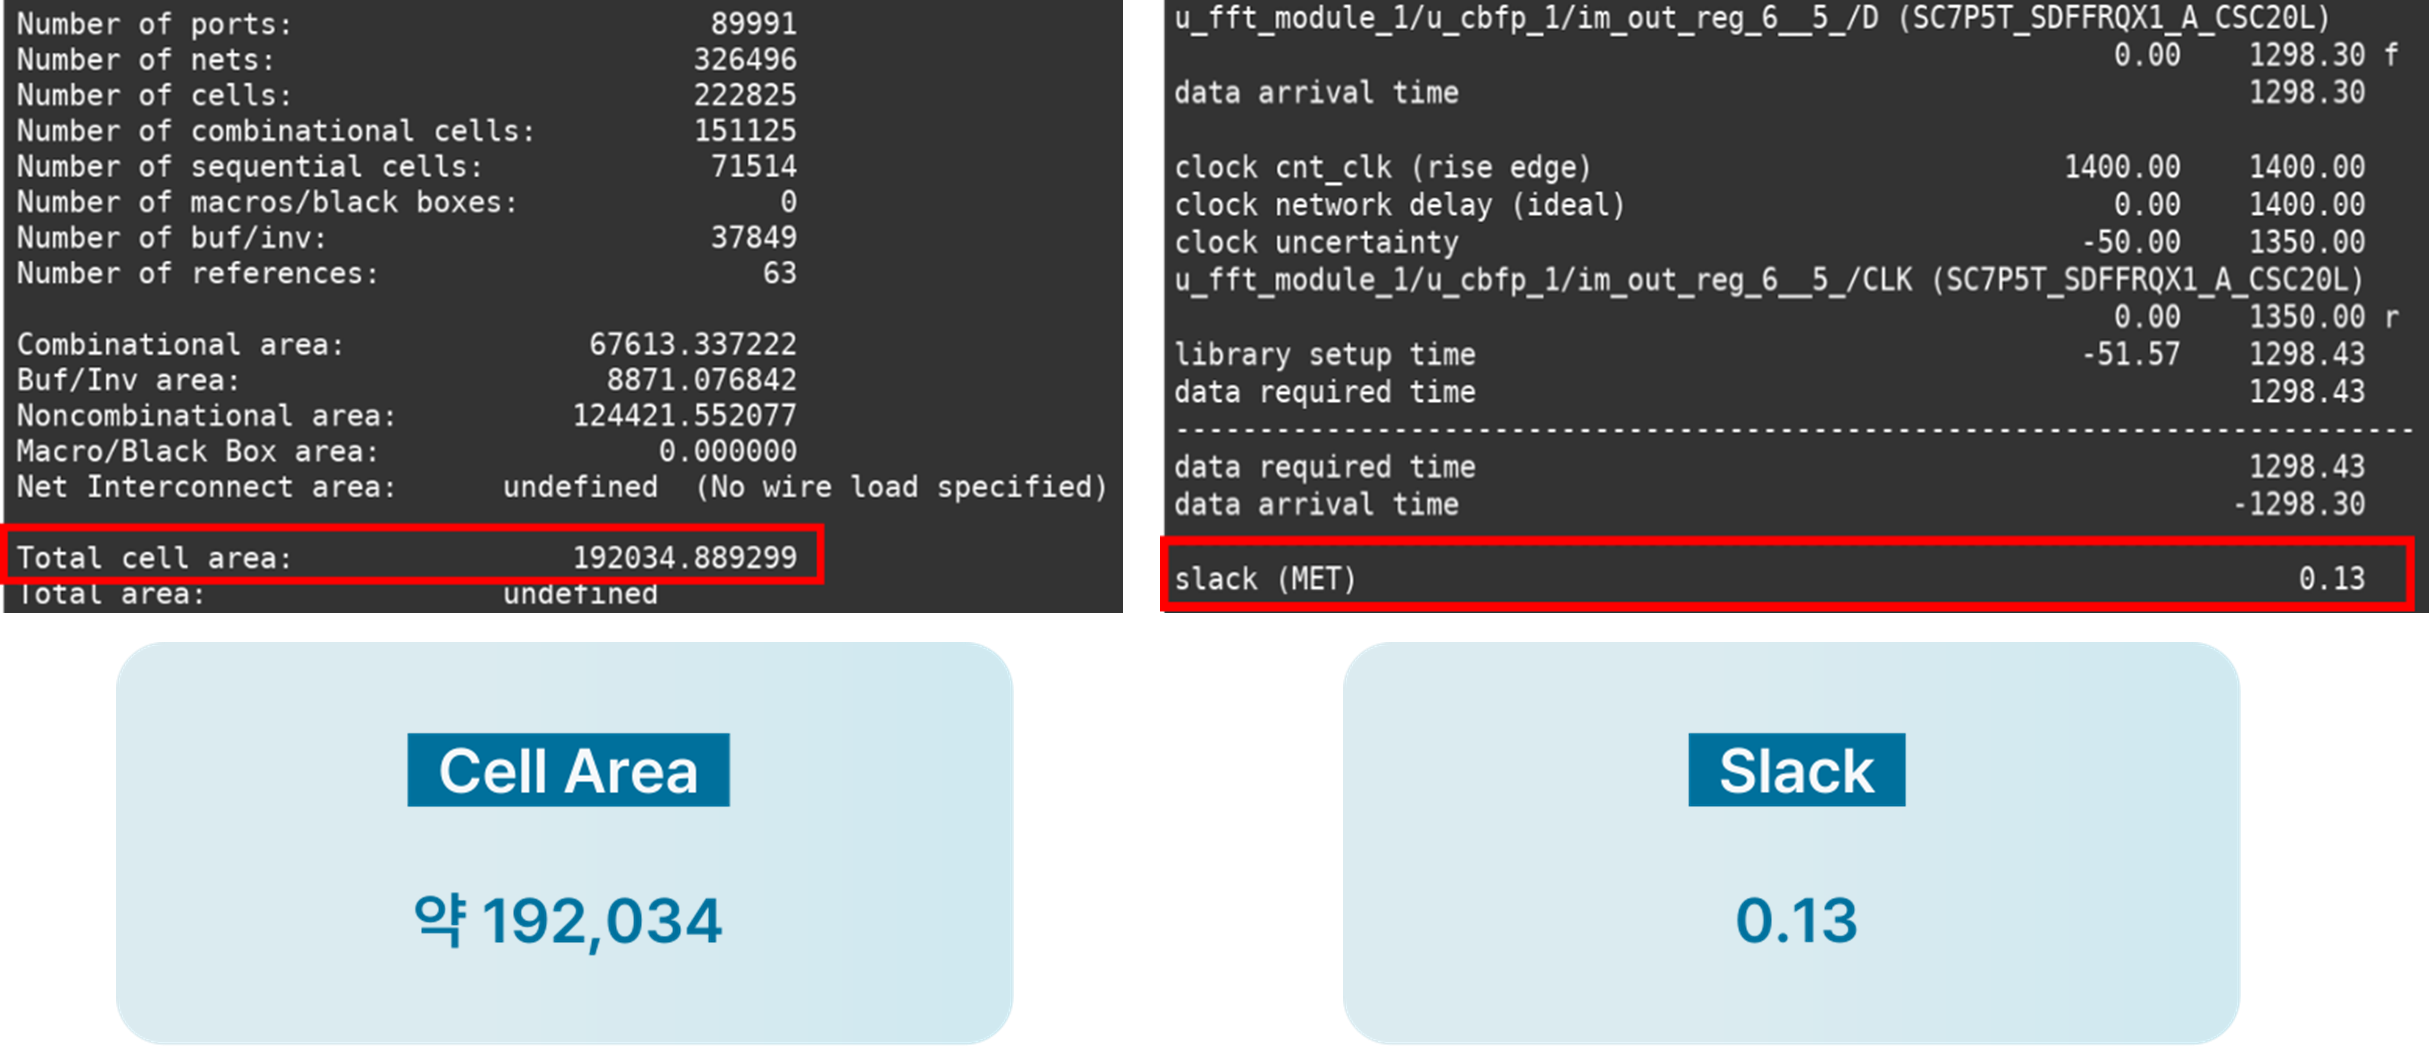 Number of ports: 89991
Number of nets: 326496
Number of cells: 222825
Number of combinational cells: 151125
Number of sequential cells: 71514
Number of macros/black boxes: 0
Number of buf/inv: 37849
Number of references: 63
Combinational area: 67613.337222
Buf/Inv area: 8871.076842
Noncombinational area: 124421.552077
Macro/Black Box area: 0.000000
Net Interconnect area: undefined (No wire load specified)
Total cell area: 192034.889299
Total area: undefined
u_fft_module_1/u_cbfp_1/im_out_reg_6__5_/D (SC7P5T_SDFFRQX1_A_CSC20L)
0.00 1298.30 f
data arrival time 1298.30
clock cnt_clk (rise edge) 1400.00 1400.00
clock network delay (ideal) 0.00 1400.00
clock uncertainty -50.00 1350.00
u_fft_module_1/u_cbfp_1/im_out_reg_6__5_/CLK (SC7P5T_SDFFRQX1_A_CSC20L)
0.00 1350.00 r
library setup time -51.57 1298.43
data required time 1298.43
--------------------------------------------------------------------------
data required time 1298.43
data arrival time -1298.30
slack (MET) 0.13
Cell Area
약 192,034
Slack
0.13